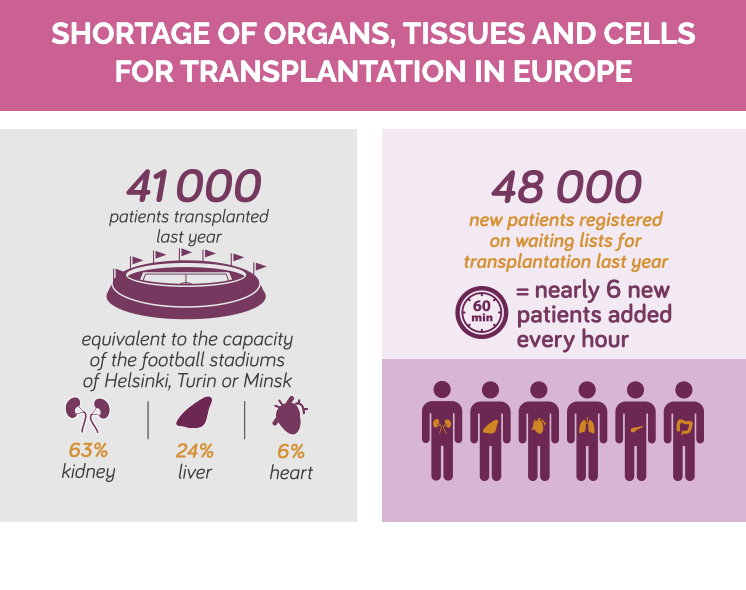 SHORTAGE OF ORGANS, TISSUES AND CELLS
FOR TRANSPLANTATION IN EUROPE
41 000
patients transplanted
last year
equivalent to the capacity
of the football stadiums
of Helsinki, Turin or Minsk
63%
kidney
24%
liver
6%
heart
48 000
new patients registered
on waiting lists for
transplantation last year
60
min
= nearly 6 new
patients added
every hour